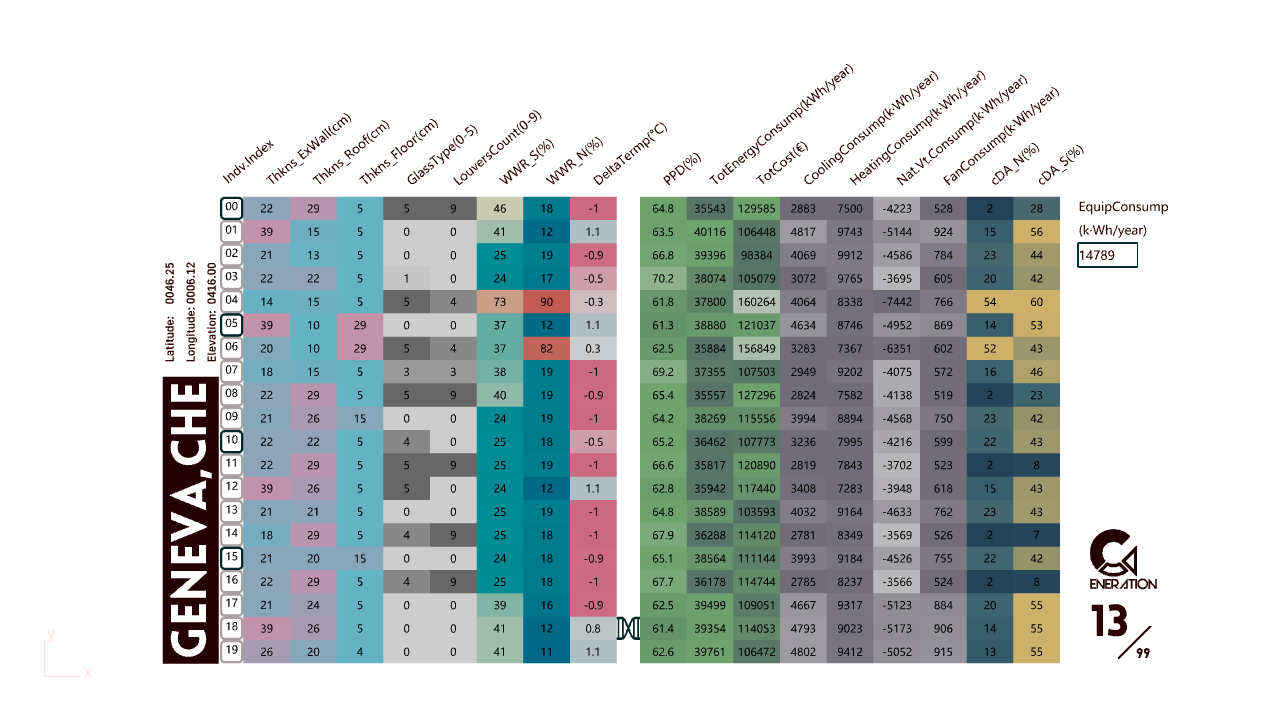 Indv.Index Thkns_ExWall(cm) Thkns_Roof(cm) Thkns_Floor(cm) GlassType(0-5) LouversCount(0-9) WWR_S(%) WWR_N(%) DeltaTermp(°C) PPD(%) TotEnergyConsump(kWh/year) TotCost(€) CoolingConsump(k·Wh/year) HeatingConsump(k·Wh/year) Nat.Vt.Consump(k·Wh/year) FanConsump(k·Wh/year) cDA_N(%) cDA_S(%)
00 22 29 5 5 9 46 18 -1 64.8 35543 129585 2883 7500 -4223 528 2 28
01 39 15 5 0 0 41 12 1.1 63.5 40116 106448 4817 9743 -5144 924 15 56
02 21 13 5 0 0 25 19 -0.9 66.8 39396 98384 4069 9912 -4586 784 23 44
03 22 22 5 1 0 24 17 -0.5 70.2 38074 105079 3072 9765 -3695 605 20 42
04 14 15 5 5 4 73 90 -0.3 61.8 37800 160264 4064 8338 -7442 766 54 60
05 39 10 29 0 0 37 12 1.1 61.3 38880 121037 4634 8746 -4952 869 14 53
06 20 10 29 5 4 37 82 0.3 62.5 35884 156849 3283 7367 -6351 602 52 43
07 18 15 5 3 3 38 19 -1 69.2 37355 107503 2949 9202 -4075 572 16 46
08 22 29 5 5 9 40 19 -0.9 65.4 35557 127296 2824 7582 -4138 519 2 23
09 21 26 15 0 0 24 19 -1 64.2 38269 115556 3994 8894 -4568 750 23 42
10 22 22 5 4 0 25 18 -0.5 65.2 36462 107773 3236 7995 -4216 599 22 43
11 22 29 5 5 9 25 19 -1 66.6 35817 120890 2819 7843 -3702 523 2 8
12 39 26 5 5 0 24 12 1.1 62.8 35942 117440 3408 7283 -3948 618 15 43
13 21 21 5 0 0 25 19 -1 64.8 38589 103593 4032 9164 -4633 762 23 43
14 18 29 5 4 9 25 18 -1 67.9 36288 114120 2781 8349 -3569 526 2 7
15 21 20 15 0 0 24 18 -0.9 65.1 38564 111144 3993 9184 -4526 755 22 42
16 22 29 5 4 9 25 18 -1 67.7 36178 114744 2785 8237 -3566 524 2 8
17 21 24 5 0 0 39 16 -0.9 62.5 39499 109051 4667 9317 -5123 884 20 55
18 39 26 5 0 0 41 12 0.8 61.4 39354 114053 4793 9023 -5173 906 14 55
19 26 20 4 0 0 41 11 1.1 62.6 39761 106472 4802 9412 -5052 915 13 55
Latitude: 0046.25
Longitude: 0006.12
Elevation: 0416.00
GENEVA,CHE
EquipConsump
(k·Wh/year)
14789
ENERATION
13
/ 99
y
x